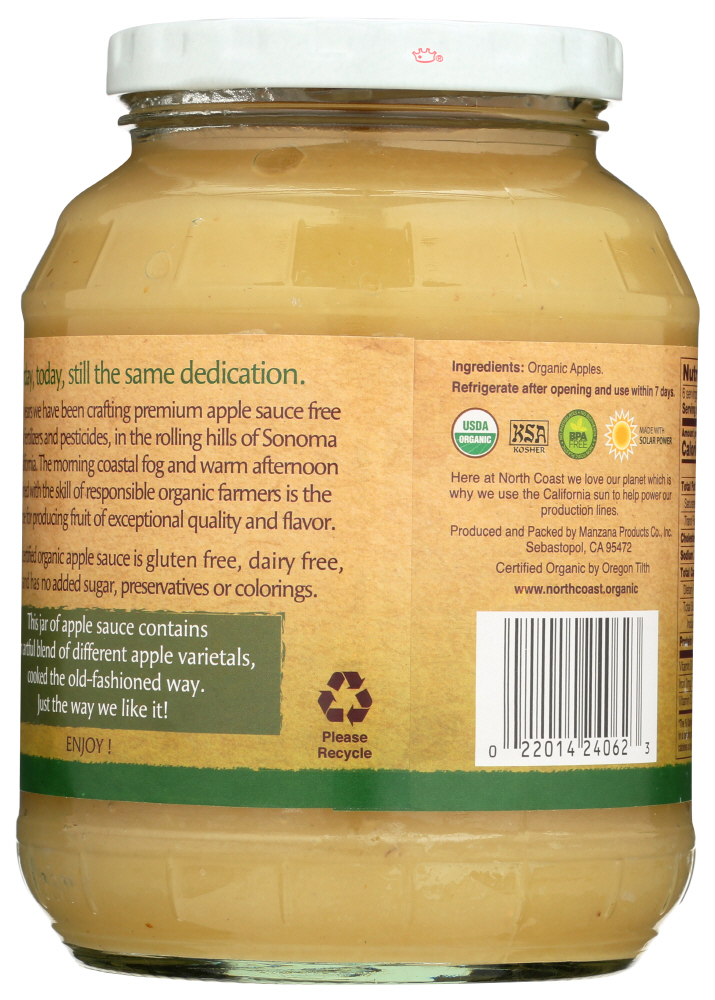 ®
today, still the same dedication.
we have been crafting premium apple sauce free
and pesticides, in the rolling hills of Sonoma
The morning coastal fog and warm afternoon
with the skill of responsible organic farmers is the
for producing fruit of exceptional quality and flavor.
organic apple sauce is gluten free, dairy free,
has no added sugar, preservatives or colorings.
This jar of apple sauce contains
blend of different apple varietals,
cooked the old-fashioned way.
Just the way we like it!
ENJOY !
Please
Recycle
Ingredients: Organic Apples.
Refrigerate after opening and use within 7 days.
USDA
ORGANIC
KSA
KOSHER
BPA
FREE
MADE WITH
SOLAR POWER
Here at North Coast we love our planet which is
why we use the California sun to help power our
production lines.
Produced and Packed by Manzana Products Co., Inc.
Sebastopol, CA 95472
Certified Organic by Oregon Tilth
www.northcoast.organic
0 22014 24062 3